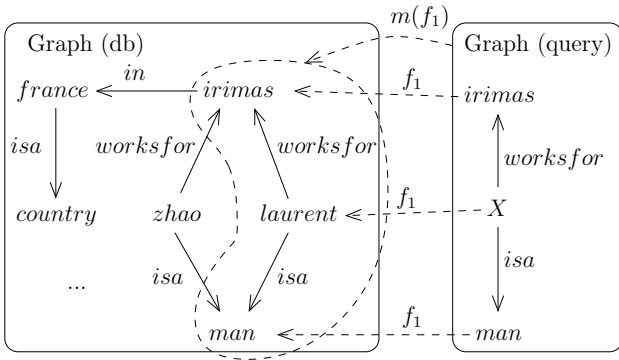 m(f₁)
Graph (db)
Graph (query)
france
in
irimas
f₁
irimas
isa
worksfor
worksfor
worksfor
country
zhao
laurent
f₁
X
isa
isa
isa
...
man
f₁
man